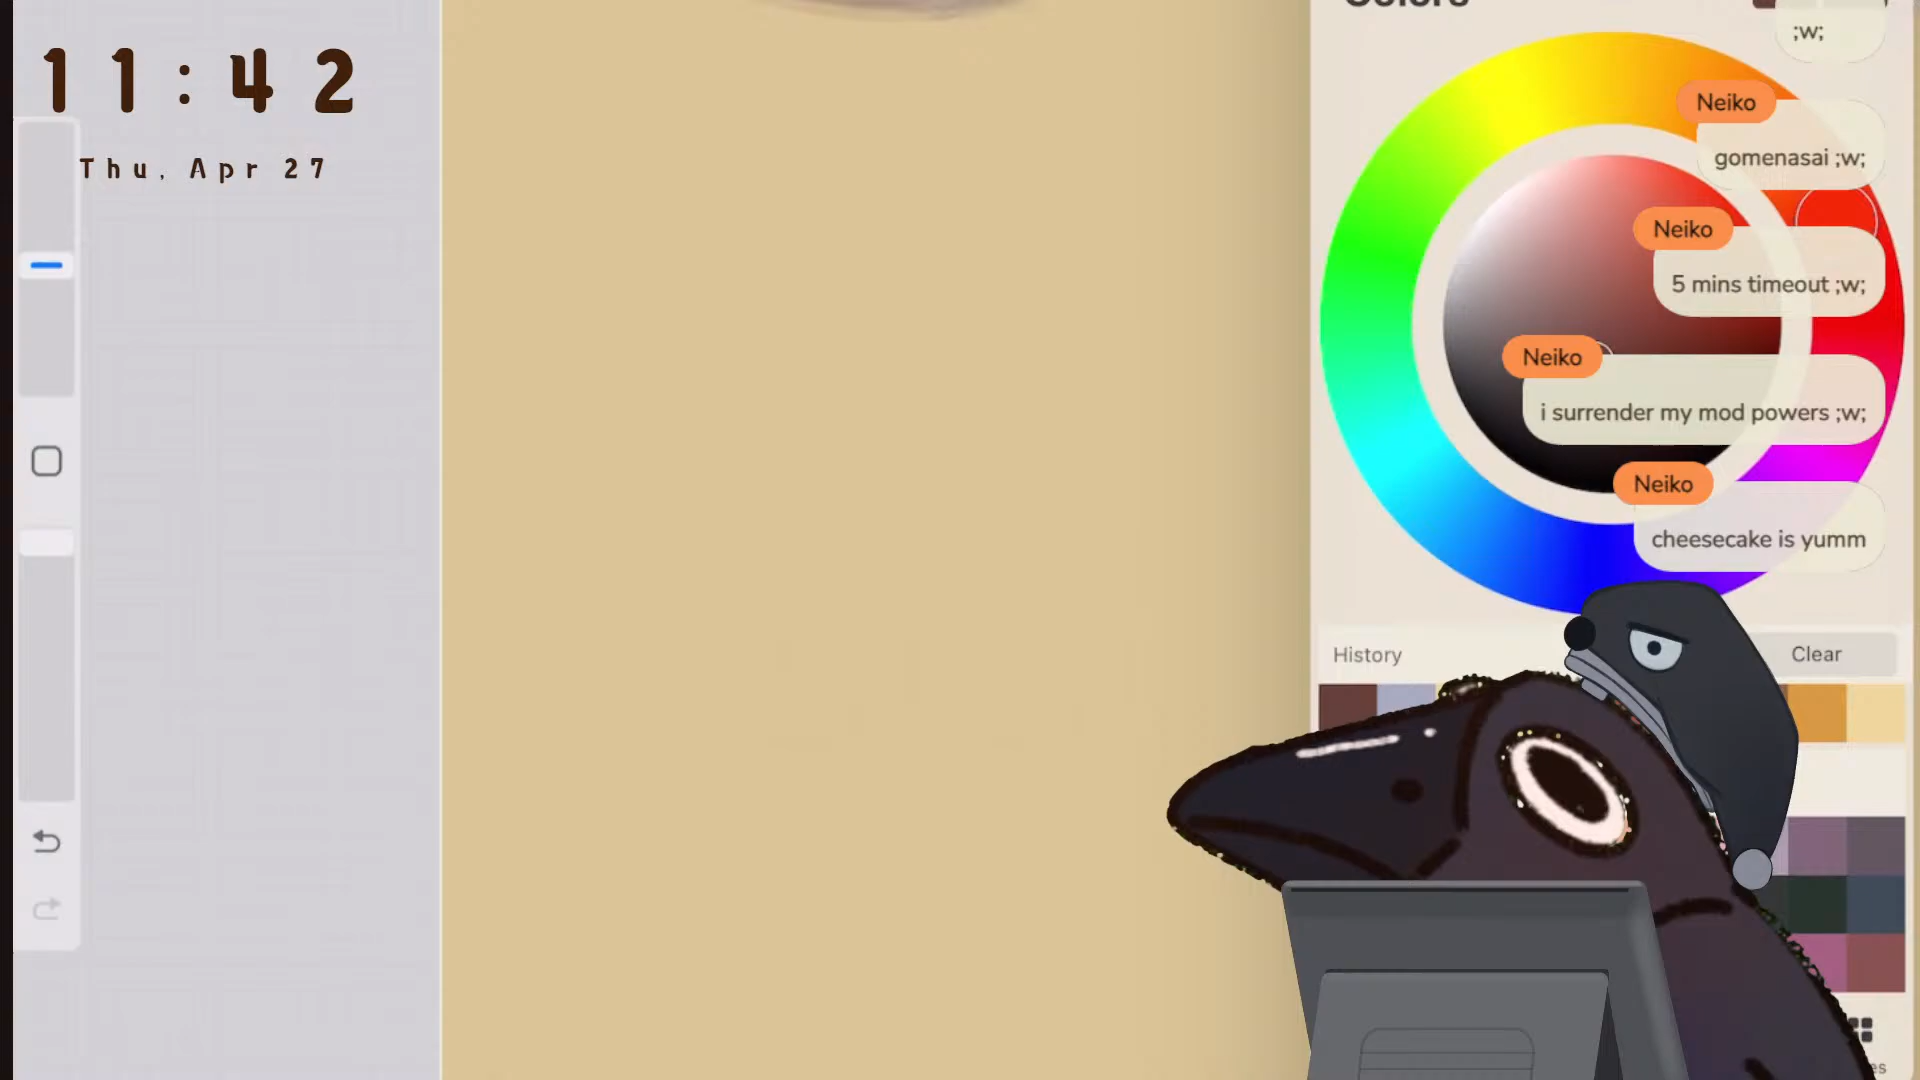 11:42
Thu, Apr 27
Colors
;w;
Neiko
gomenasai ;w;
Neiko
5 mins timeout ;w;
Neiko
i surrender my mod powers ;w;
Neiko
cheesecake is yumm
History
Clear